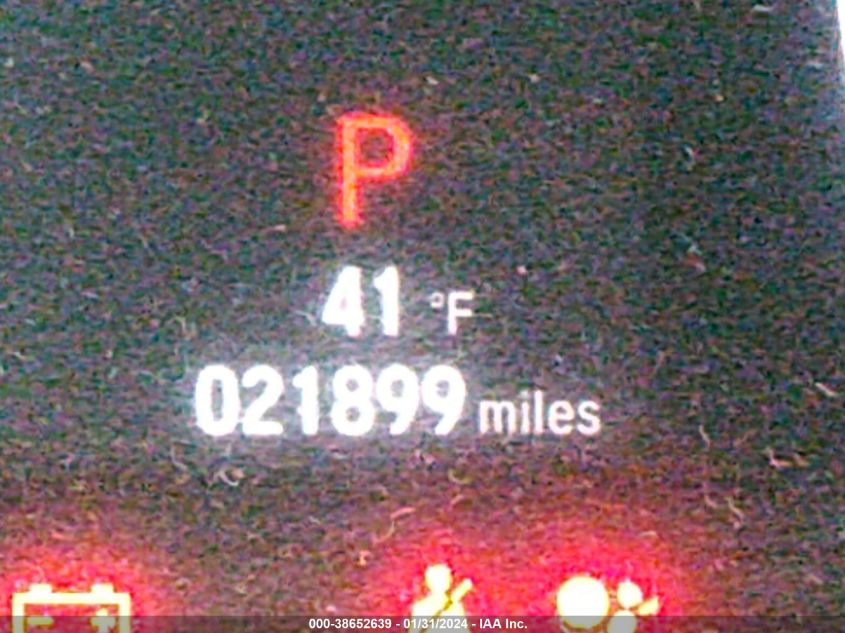 P
41 °F
021899 miles
000-38652639 - 01/31/2024 - IAA Inc.